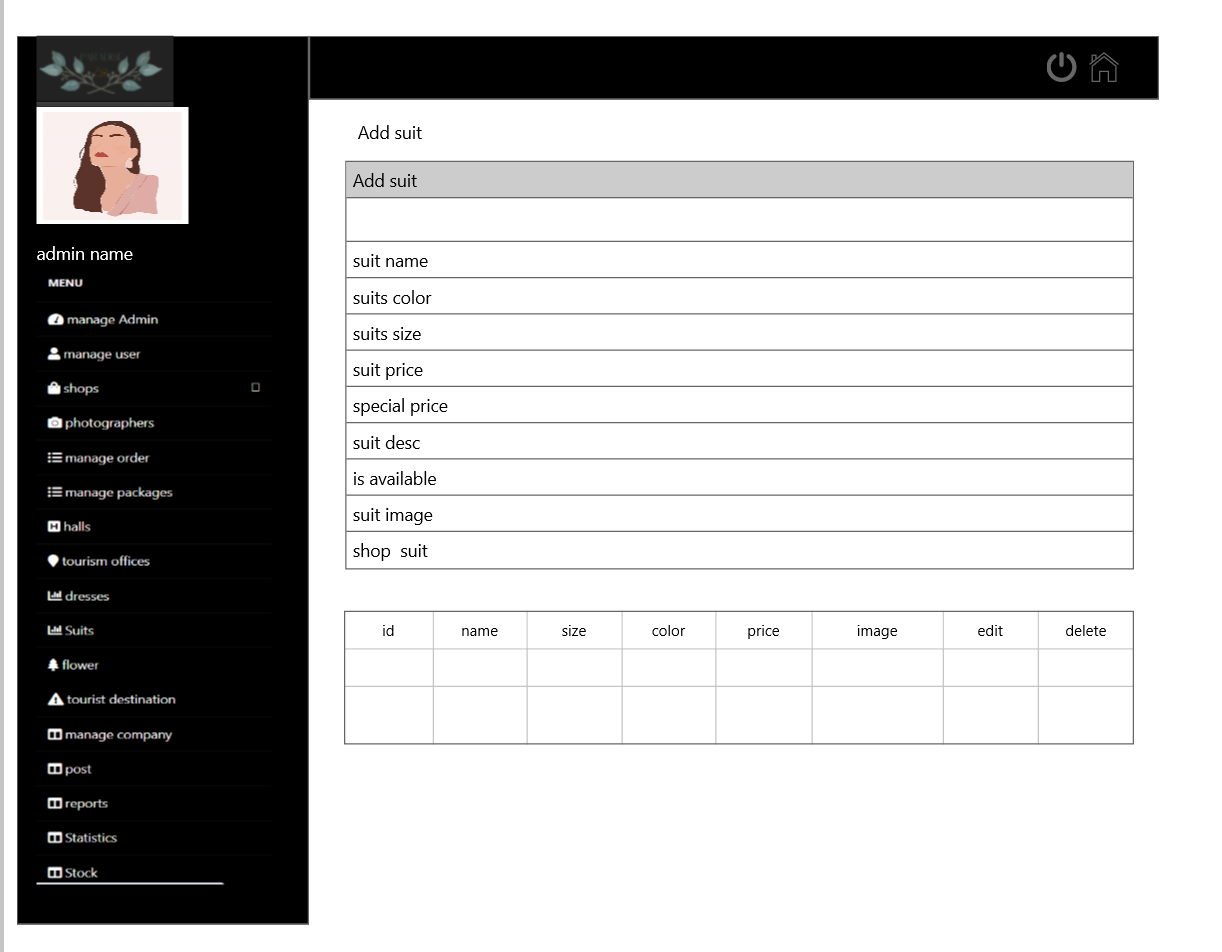 admin name
MENU
manage Admin
manage user
shops
photographers
manage order
manage packages
halls
tourism offices
dresses
Suits
flower
tourist destination
manage company
post
reports
Statistics
Stock
Add suit
Add suit
suit name
suits color
suits size
suit price
special price
suit desc
is available
suit image
shop suit
id name size color price image edit delete